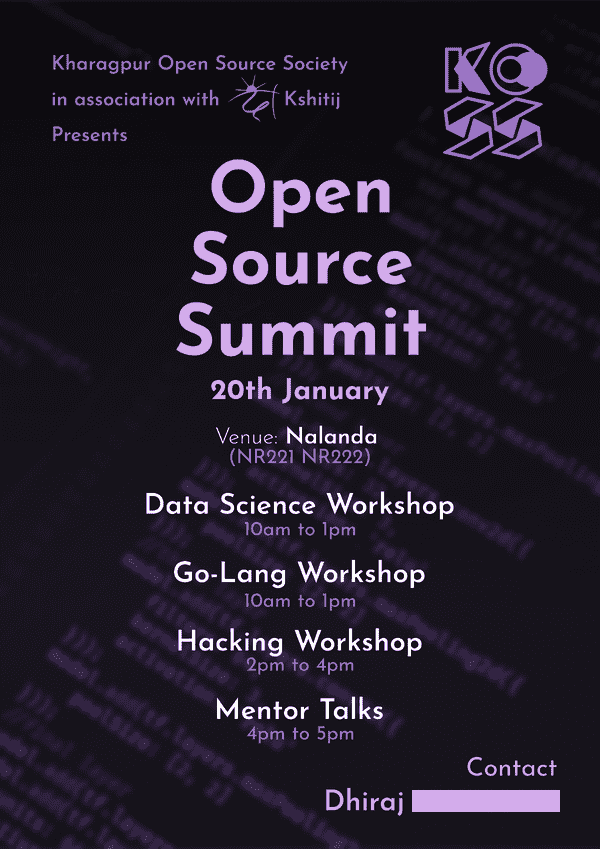 Kharagpur Open Source Society
in association with Kshitij
Presents
KOSS
Open
Source
Summit
20th January
Venue: Nalanda
(NR221 NR222)
Data Science Workshop
10am to 1pm
Go-Lang Workshop
10am to 1pm
Hacking Workshop
2pm to 4pm
Mentor Talks
4pm to 5pm
Contact
Dhiraj